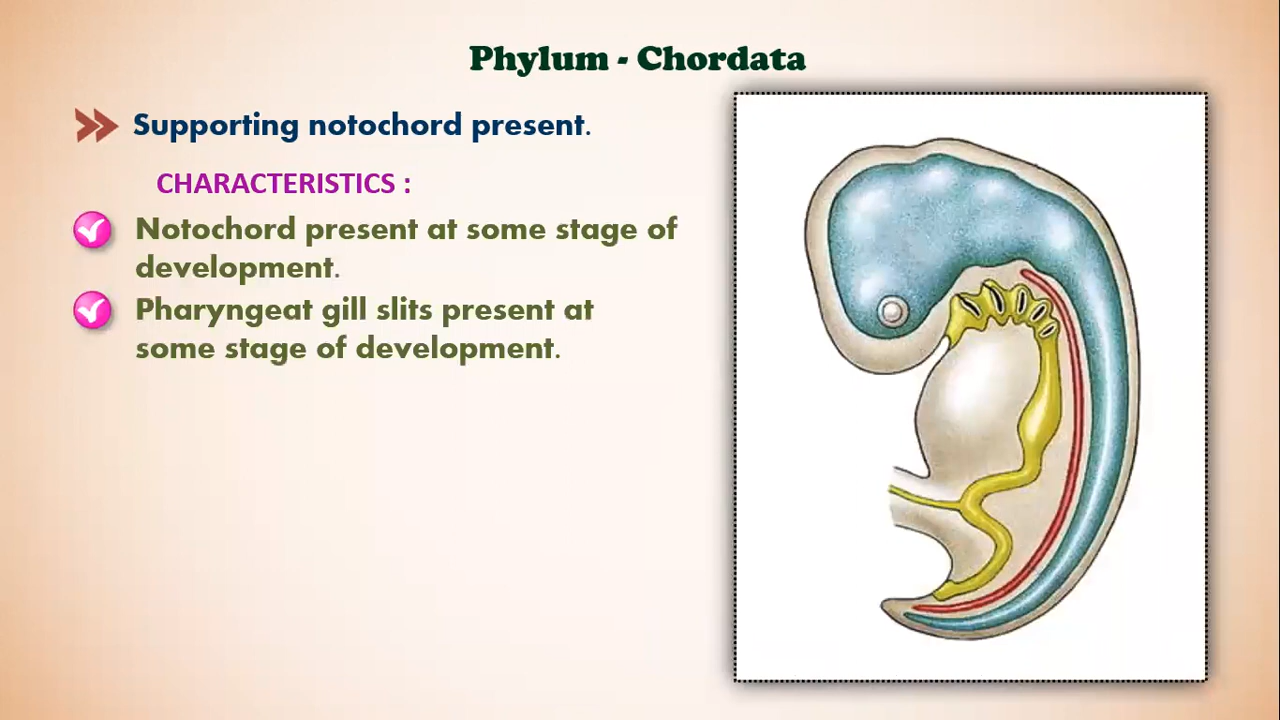 Phylum - Chordata
Supporting notochord present.
CHARACTERISTICS :
Notochord present at some stage of
development.
Pharyngeat gill slits present at
some stage of development.